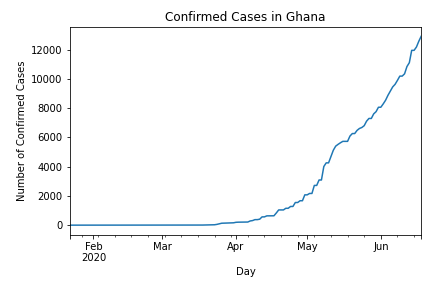 Confirmed Cases in Ghana
Number of Confirmed Cases
12000
10000
8000
6000
4000
2000
0
Feb Mar Apr May Jun
2020
Day